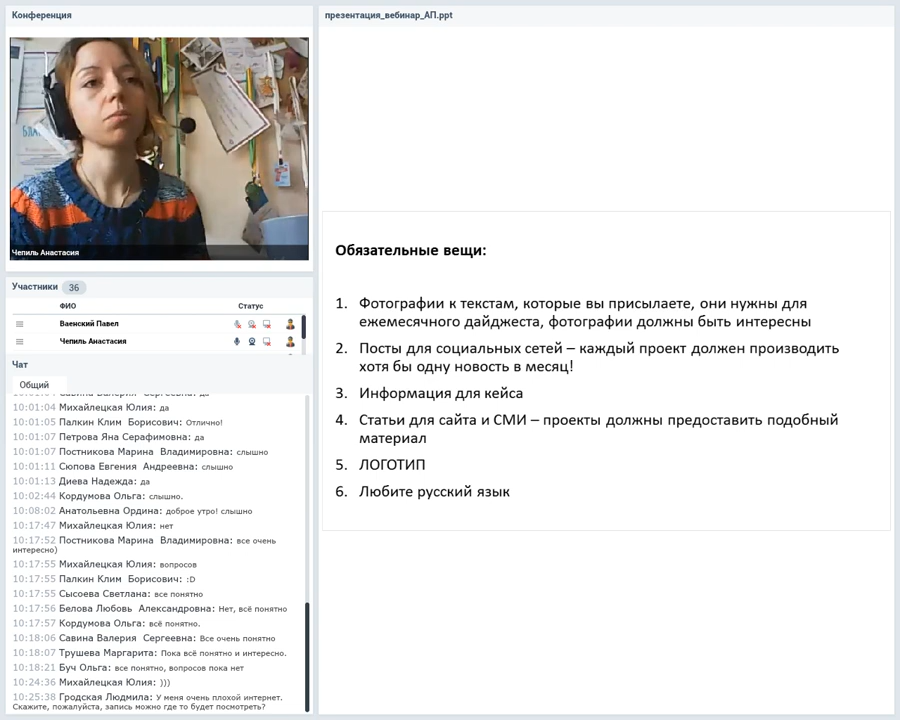 Конференция
Чепиль Анастасия
Участники 36
ФИО Статус
Ваенский Павел
Чепиль Анастасия
Чат
Общий
10:01:04 Михайлецкая Юлия: да
10:01:05 Палкин Клим Борисович: Отлично!
10:01:07 Петрова Яна Серафимовна: да
10:01:07 Постникова Марина Владимировна: слышно
10:01:11 Сюпова Евгения Андреевна: слышно
10:01:13 Диева Надежда: да
10:02:44 Кордумова Ольга: слышно.
10:08:02 Анатольевна Ордина: доброе утро! слышно
10:17:47 Михайлецкая Юлия: нет
10:17:52 Постникова Марина Владимировна: все очень
интересно)
10:17:55 Михайлецкая Юлия: вопросов
10:17:55 Палкин Клим Борисович: :D
10:17:55 Сысоева Светлана: все понятно
10:17:56 Белова Любовь Александровна: Нет, всё понятно
10:17:57 Кордумова Ольга: всё понятно.
10:18:06 Савина Валерия Сергеевна: Все очень понятно
10:18:07 Трушева Маргарита: Пока всё понятно и интересно.
10:18:21 Буч Ольга: все понятно, вопросов пока нет
10:24:36 Михайлецкая Юлия: )))
10:25:38 Гродская Людмила: У меня очень плохой интернет.
Скажите, пожалуйста, запись можно где то будет посмотреть?
презентация_вебинар_АП.ppt
Обязательные вещи:
1. Фотографии к текстам, которые вы присылаете, они нужны для
ежемесячного дайджеста, фотографии должны быть интересны
2. Посты для социальных сетей – каждый проект должен производить
хотя бы одну новость в месяц!
3. Информация для кейса
4. Статьи для сайта и СМИ – проекты должны предоставить подобный
материал
5. ЛОГОТИП
6. Любите русский язык